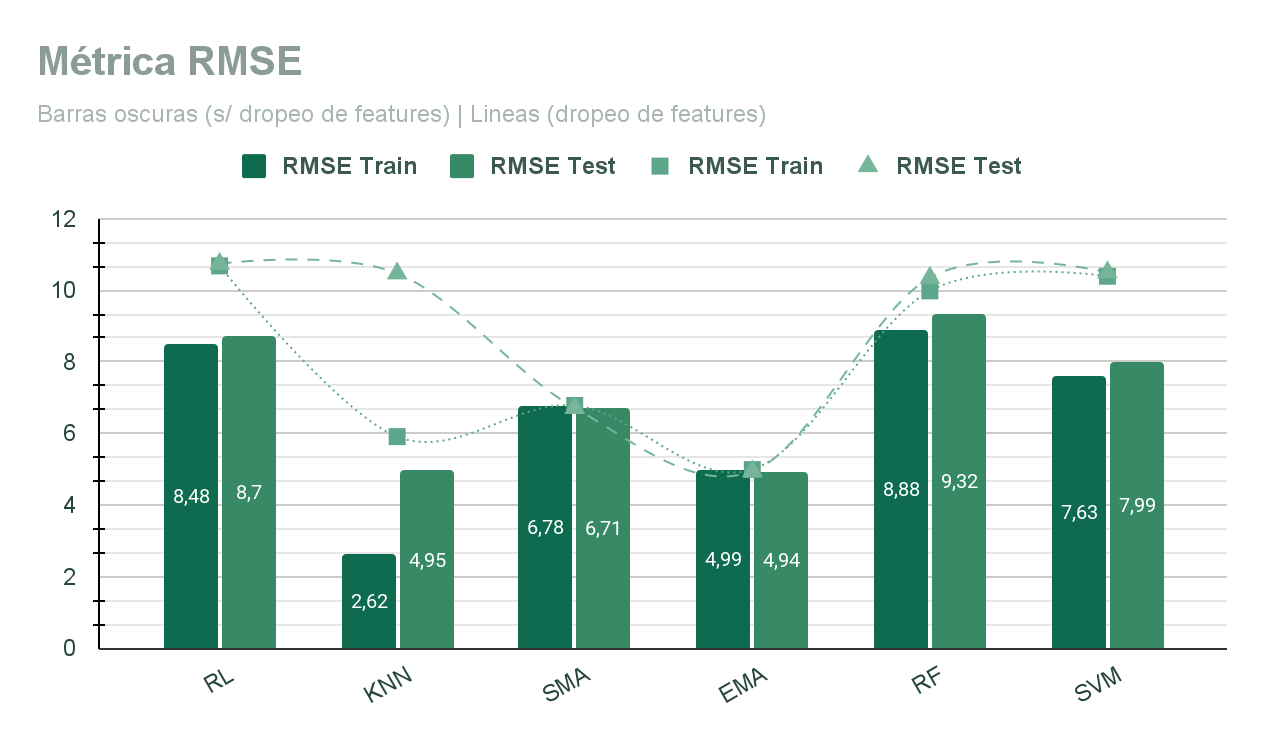 Métrica RMSE
Barras oscuras (s/ dropeo de features) | Lineas (dropeo de features)
RMSE Train RMSE Test RMSE Train RMSE Test
12
10
8
6
4
2
0
8,48 8,7 2,62 4,95 6,78 6,71 4,99 4,94 8,88 9,32 7,63 7,99
RL KNN SMA EMA RF SVM